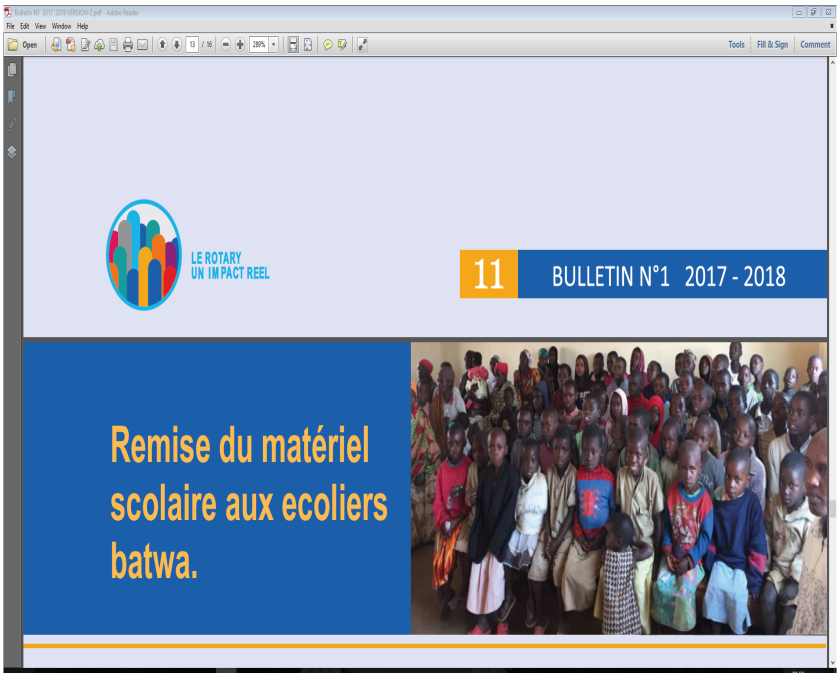 Bulletin N1 2017 2018 VERSION-2.pdf - Adobe Reader
File Edit View Window Help
Open 13 / 16 289% Tools Fill & Sign Comment
LE ROTARY
UN IMPACT REEL
11 BULLETIN N°1 2017 - 2018
Remise du matériel
scolaire aux ecoliers
batwa.